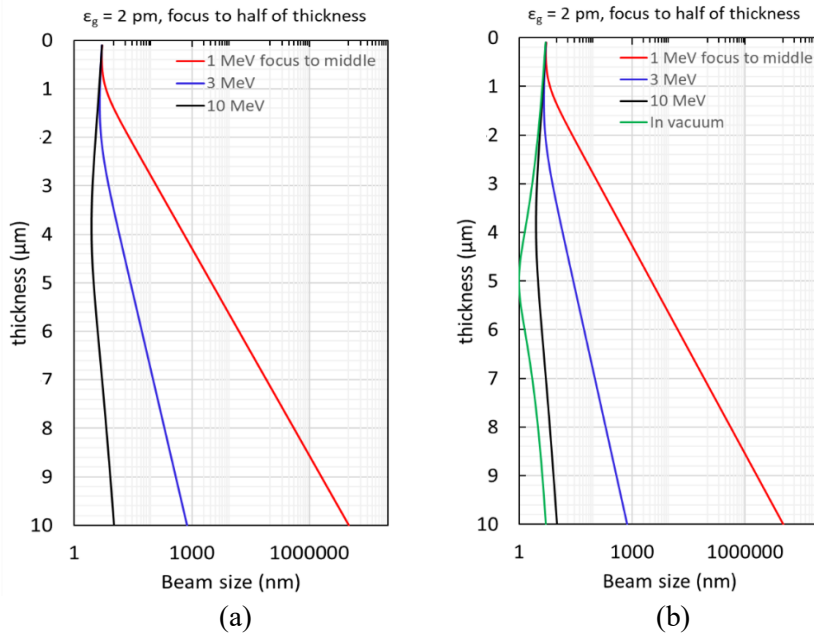 ε_g = 2 pm, focus to half of thickness
0
1
2
3
4
5
6
7
8
9
10
thickness (µm)
1 MeV focus to middle
3 MeV
10 MeV
1
1000
1000000
Beam size (nm)
(a)
ε_g = 2 pm, focus to half of thickness
0
1
2
3
4
5
6
7
8
9
10
thickness (µm)
1 MeV focus to middle
3 MeV
10 MeV
In vacuum
1
1000
1000000
Beam size (nm)
(b)